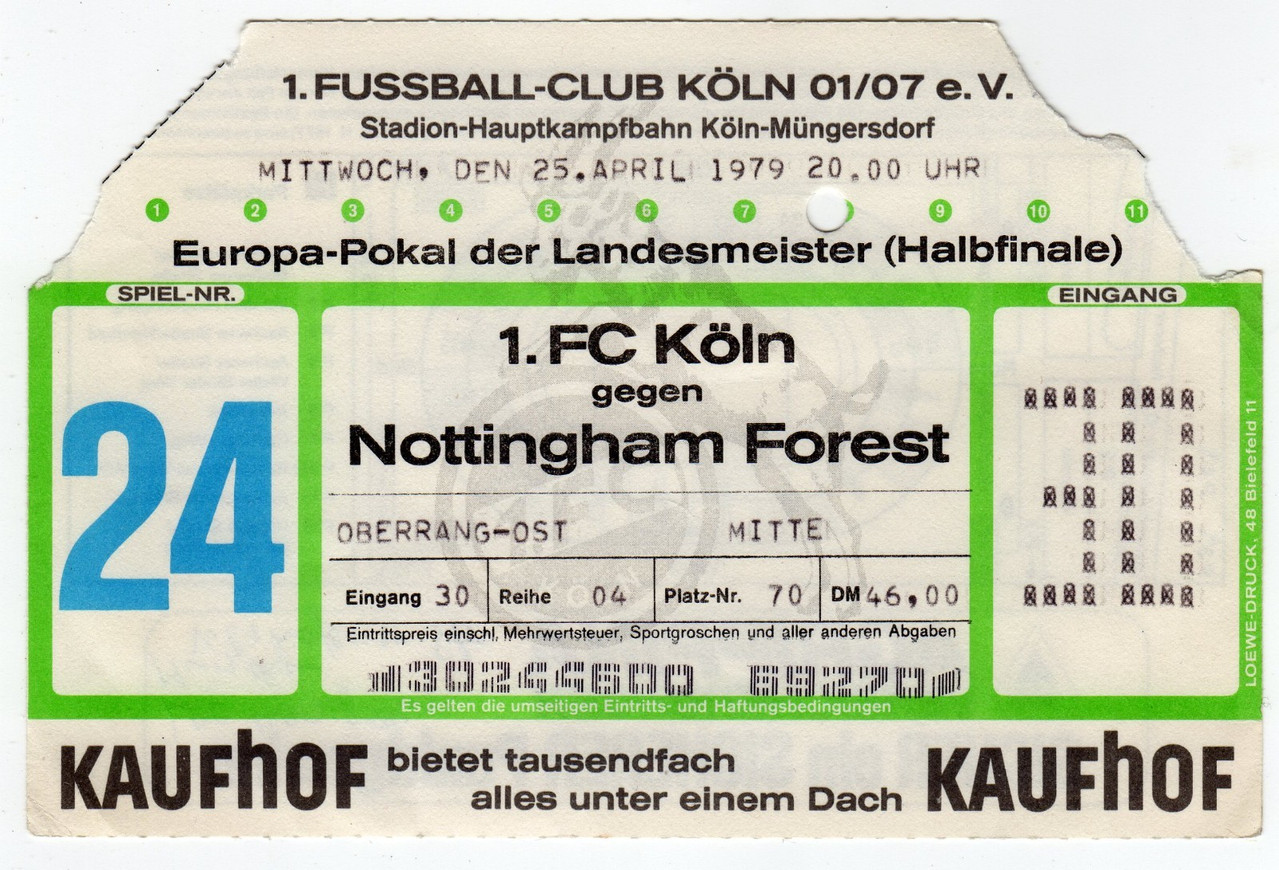 1. FUSSBALL-CLUB KÖLN 01/07 e. V.
Stadion-Hauptkampfbahn Köln-Müngersdorf
MITTWOCH, DEN 25.APRIL 1979 20.00 UHR
1 2 3 4 5 6 7 9 10 11
Europa-Pokal der Landesmeister (Halbfinale)
SPIEL-NR.
EINGANG
24
1. FC Köln
gegen
Nottingham Forest
30
OBERRANG-OST MITTE
Eingang 30 Reihe 04 Platz-Nr. 70 DM 46,00
Eintrittspreis einschl. Mehrwertsteuer, Sportgroschen und aller anderen Abgaben
30244600 69270
Es gelten die umseitigen Eintritts- und Haftungsbedingungen
LOEWE-DRUCK, 48 Bielefeld 11
KAUFhOF bietet tausendfach
alles unter einem Dach KAUFhOF